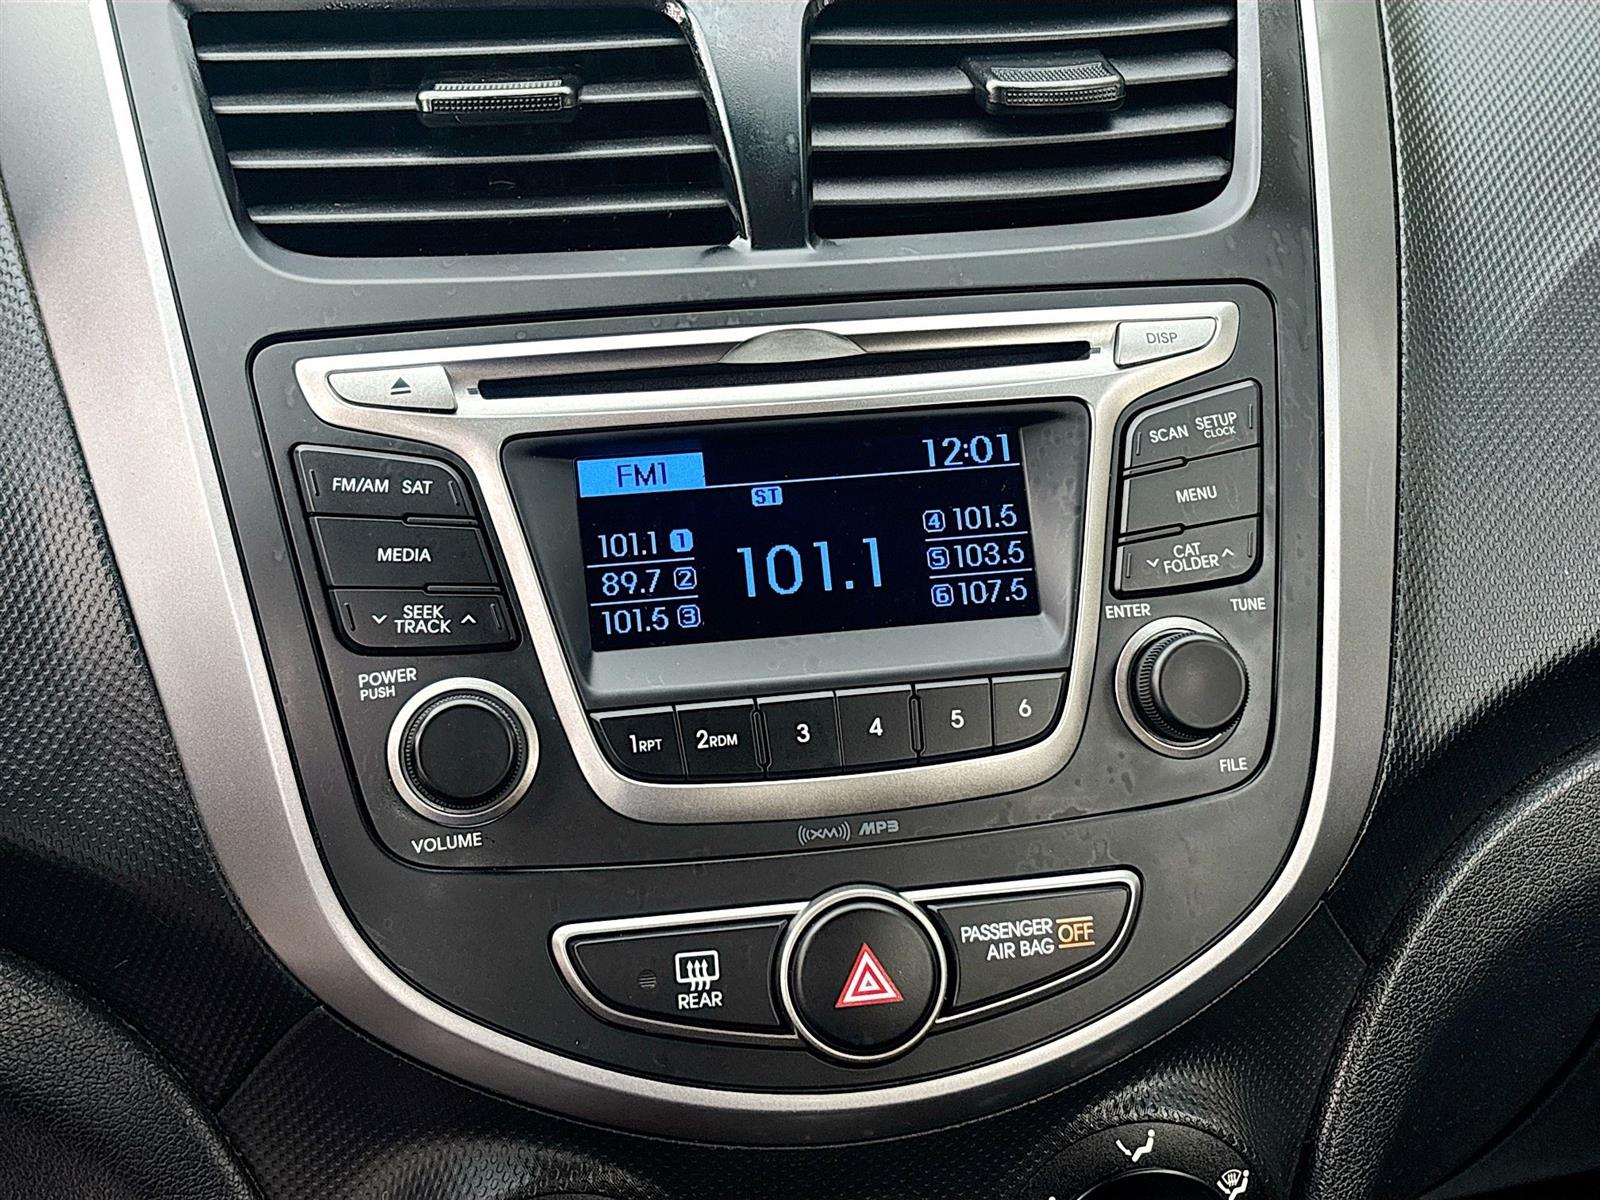 DISP
SCAN SETUP
CLOCK
FM/AM SAT
MENU
MEDIA
CAT
FOLDER
SEEK
TRACK
FM1
12:01
ST
101.1 1
89.7 2
101.5 3
101.1
4 101.5
5 103.5
6 107.5
ENTER
TUNE
POWER
PUSH
1RPT
2RDM
3
4
5
6
FILE
VOLUME
((XM)) MP3
REAR
PASSENGER
AIR BAG OFF